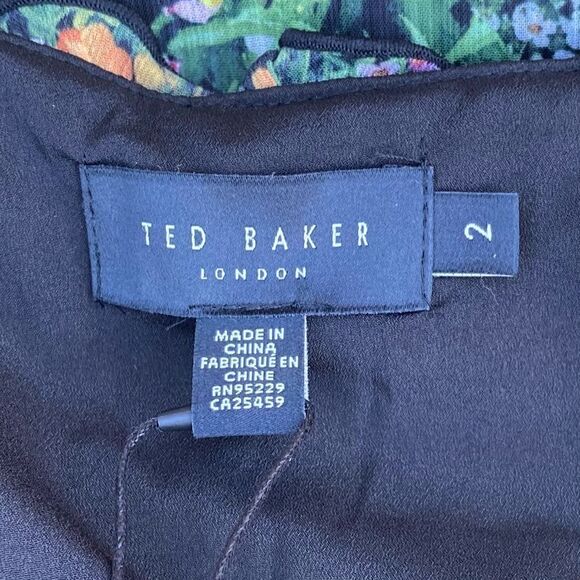 TED BAKER
LONDON
2
MADE IN
CHINA
FABRIQUÉ EN
CHINE
RN95229
CA25459